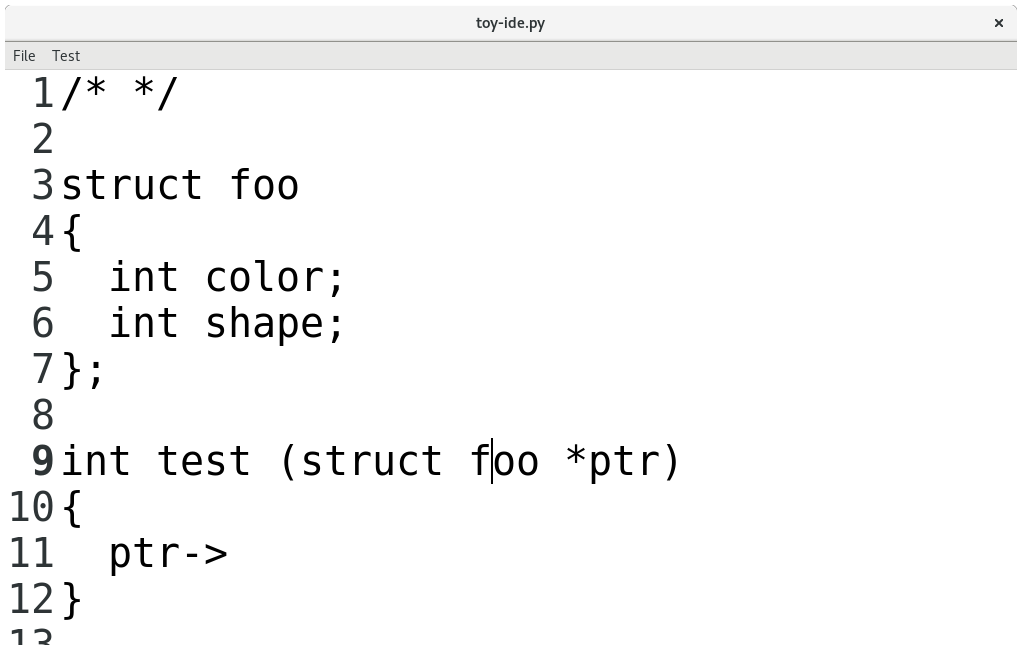 toy-ide.py ×
File Test
1 /* */
2
3 struct foo
4 {
5   int color;
6   int shape;
7 };
8
9 int test (struct foo *ptr)
10 {
11   ptr->
12 }
13